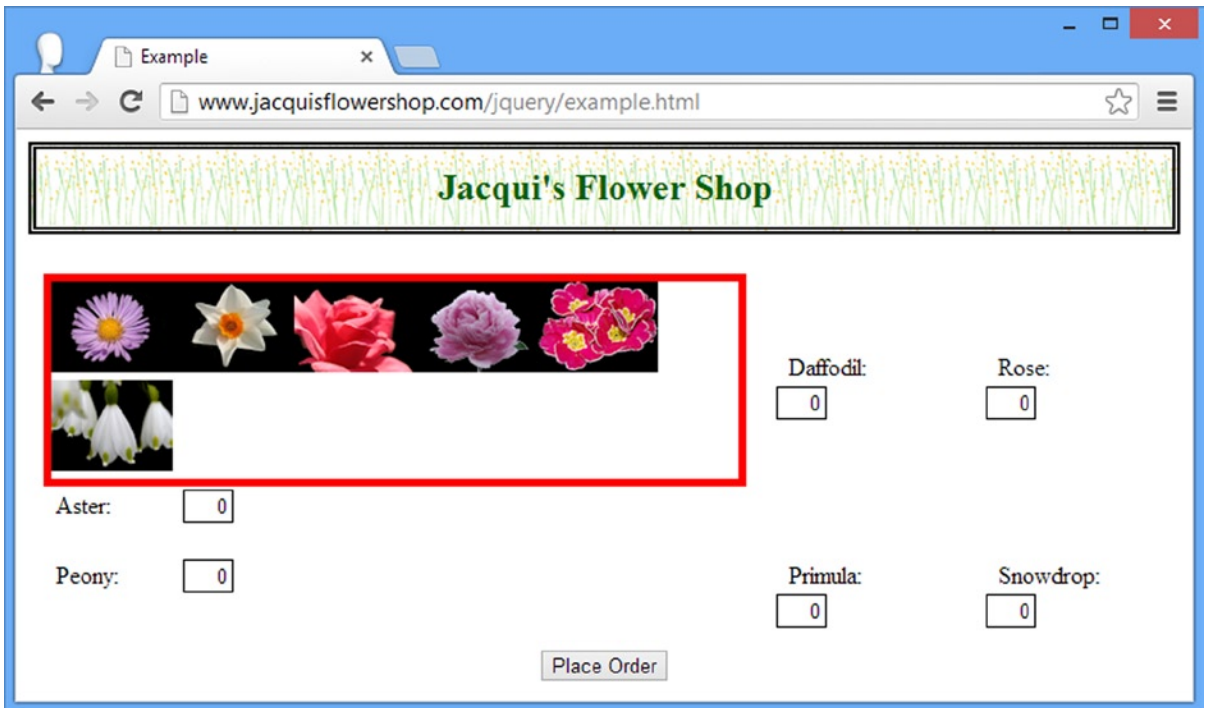 Example
www.jacquisflowershop.com/jquery/example.html
Jacqui's Flower Shop
Daffodil: Rose:
0 0
Aster: 0
Peony: 0 Primula: Snowdrop:
0 0
Place Order